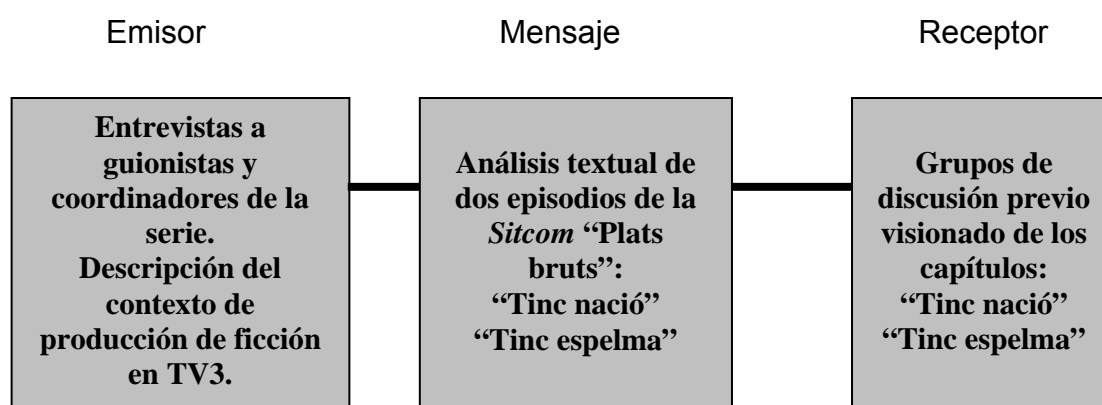 Emisor
Mensaje
Receptor
Entrevistas a
guionistas y
coordinadores de la
serie.
Descripción del
contexto de
producción de ficción
en TV3.
Análisis textual de
dos episodios de la
Sitcom “Plats
bruts”:
“Tinc nació”
“Tinc espelma”
Grupos de
discusión previo
visionado de los
capítulos:
“Tinc nació”
“Tinc espelma”